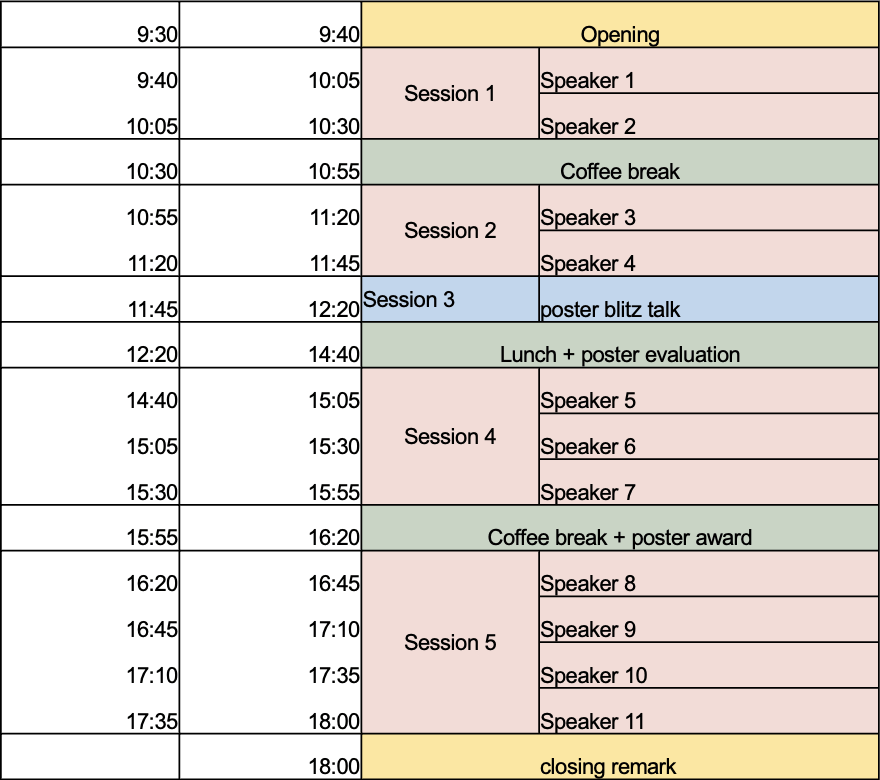 9:30 9:40 Opening
9:40 10:05 Session 1 Speaker 1
10:05 10:30 Speaker 2
10:30 10:55 Coffee break
10:55 11:20 Session 2 Speaker 3
11:20 11:45 Speaker 4
11:45 12:20 Session 3 poster blitz talk
12:20 14:40 Lunch + poster evaluation
14:40 15:05 Speaker 5
15:05 15:30 Session 4 Speaker 6
15:30 15:55 Speaker 7
15:55 16:20 Coffee break + poster award
16:20 16:45 Speaker 8
16:45 17:10 Session 5 Speaker 9
17:10 17:35 Speaker 10
17:35 18:00 Speaker 11
18:00 closing remark